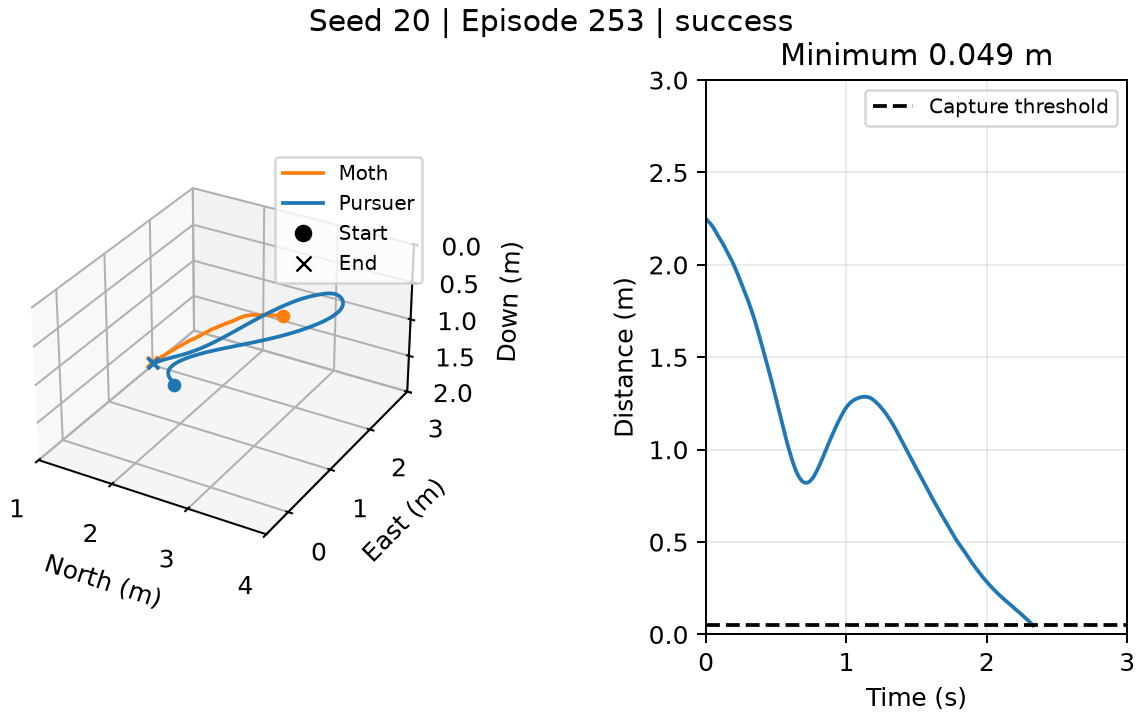 Seed 20 | Episode 253 | success
Moth
Pursuer
Start
End
0.0
0.5
1.0
1.5
2.0
Down (m)
3
2
1
0
East (m)
1
2
3
4
North (m)
Minimum 0.049 m
Capture threshold
3.0
2.5
2.0
1.5
1.0
0.5
0.0
Distance (m)
0
1
2
3
Time (s)